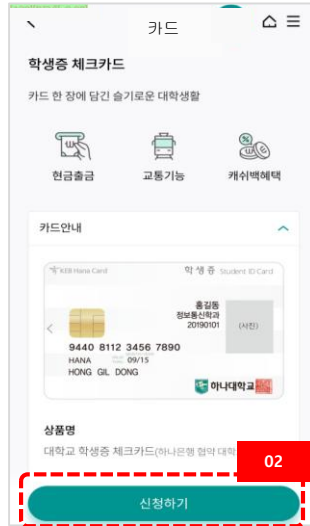 카드
학생증 체크카드
카드 한 장에 담긴 슬기로운 대학생활
현금출금
교통기능
캐쉬백혜택
카드안내
KEB Hana Card
학 생 증 Student ID Card
홍길동
정보통신학과
20190101
(사진)
9440 8112 3456 7890
HANA 09/15
HONG GIL DONG
하나대학교
상품명
대학교 학생증 체크카드(하나은행 협약 대학
02
신청하기